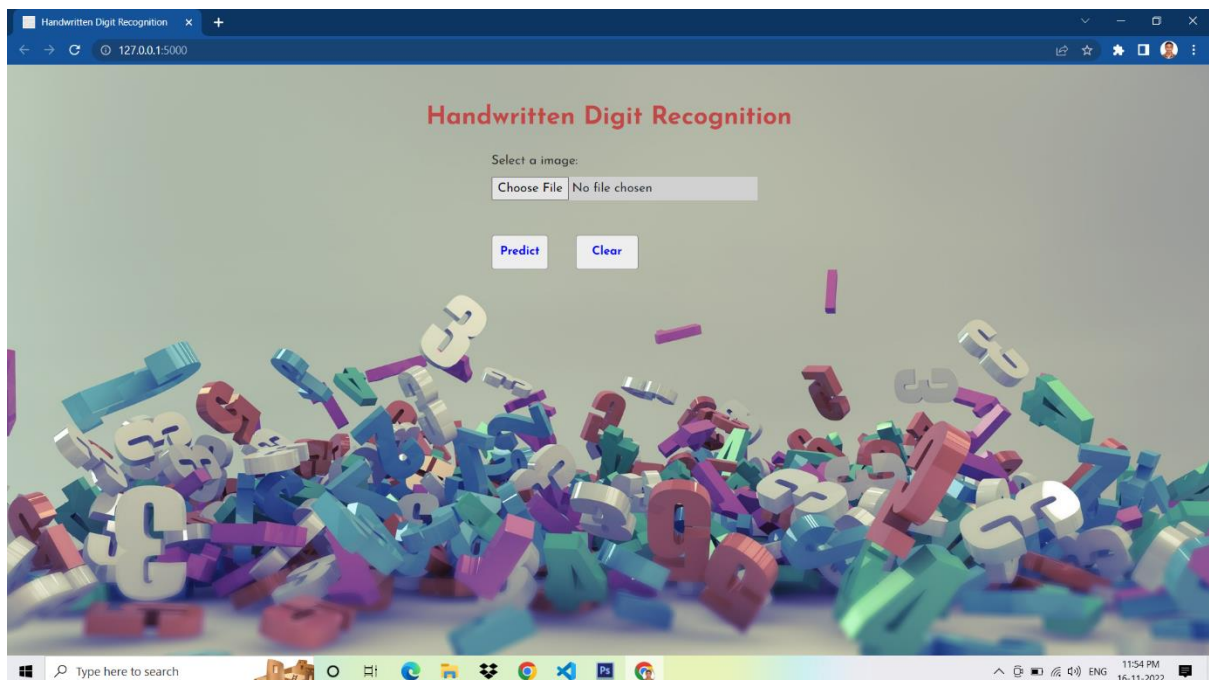 Handwritten Digit Recognition
127.0.0.1:5000
Handwritten Digit Recognition
Select a image:
Choose File No file chosen
Predict Clear
Type here to search
Ps
ENG
11:54 PM
16-11-2022